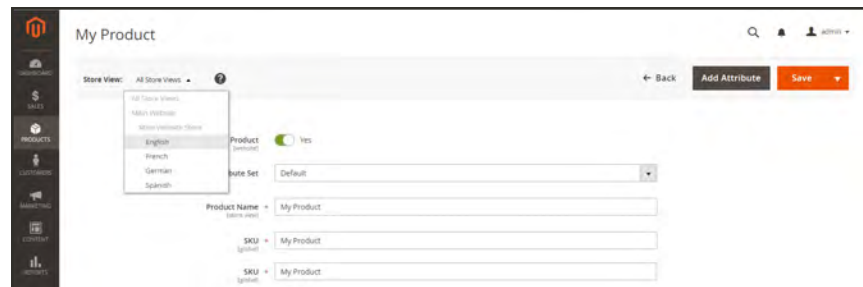 My Product
admin
DASHBOARD
SALES
PRODUCTS
CUSTOMERS
MARKETING
CONTENT
REPORTS
Store View: All Store Views
? 
← Back
Add Attribute
Save
All Store Views
Main Website
Main Website Store
English
French
German
Spanish
Product
[website]
Yes
bute Set
Default
Product Name *
[store view]
My Product
SKU *
[global]
My Product
SKU *
[global]
My Product